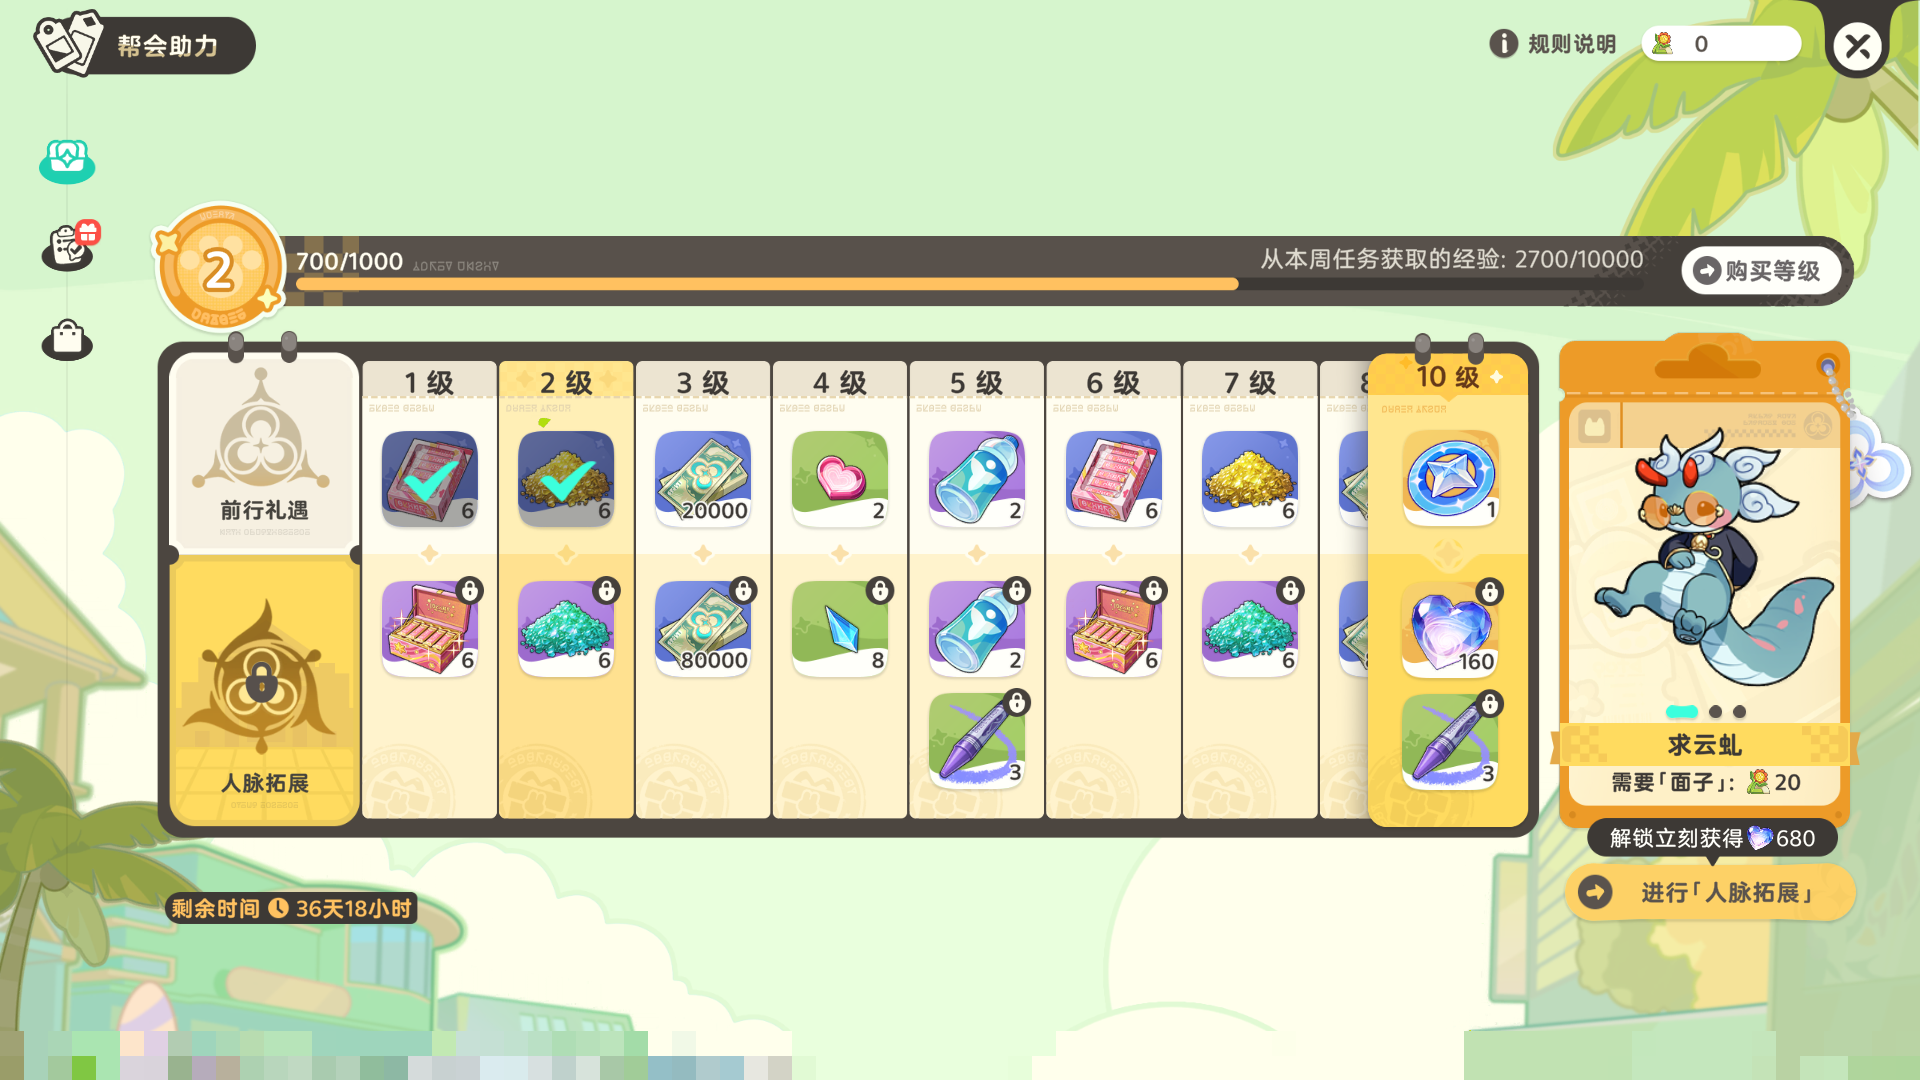 帮会助力
规则说明
0
2
700/1000
从本周任务获取的经验: 2700/10000
购买等级
1 级
2 级
3 级
4 级
5 级
6 级
7 级
8
10 级
前行礼遇
6
6
20000
2
2
6
6
1
人脉拓展
6
6
80000
8
2
6
6
160
3
3
求云虬
需要「面子」: 20
解锁立刻获得 680
进行「人脉拓展」
剩余时间 36天18小时